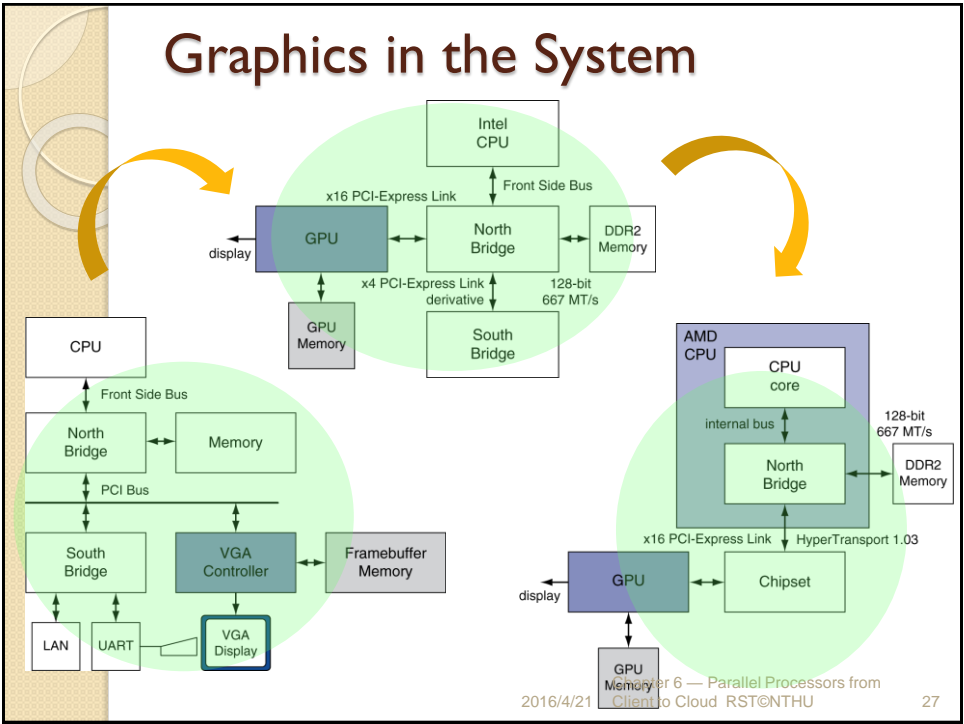 Graphics in the System
Intel
CPU
Front Side Bus
x16 PCI-Express Link
GPU
North
Bridge
DDR2
Memory
display
x4 PCI-Express Link
derivative
128-bit
667 MT/s
GPU
Memory
South
Bridge
CPU
Front Side Bus
North
Bridge
Memory
PCI Bus
South
Bridge
VGA
Controller
Framebuffer
Memory
LAN
UART
VGA
Display
AMD
CPU
CPU
core
internal bus
128-bit
667 MT/s
North
Bridge
DDR2
Memory
x16 PCI-Express Link
HyperTransport 1.03
GPU
Chipset
display
GPU
Memory
2016/4/21
Chapter 6 — Parallel Processors from
Client to Cloud RST©NTHU
27